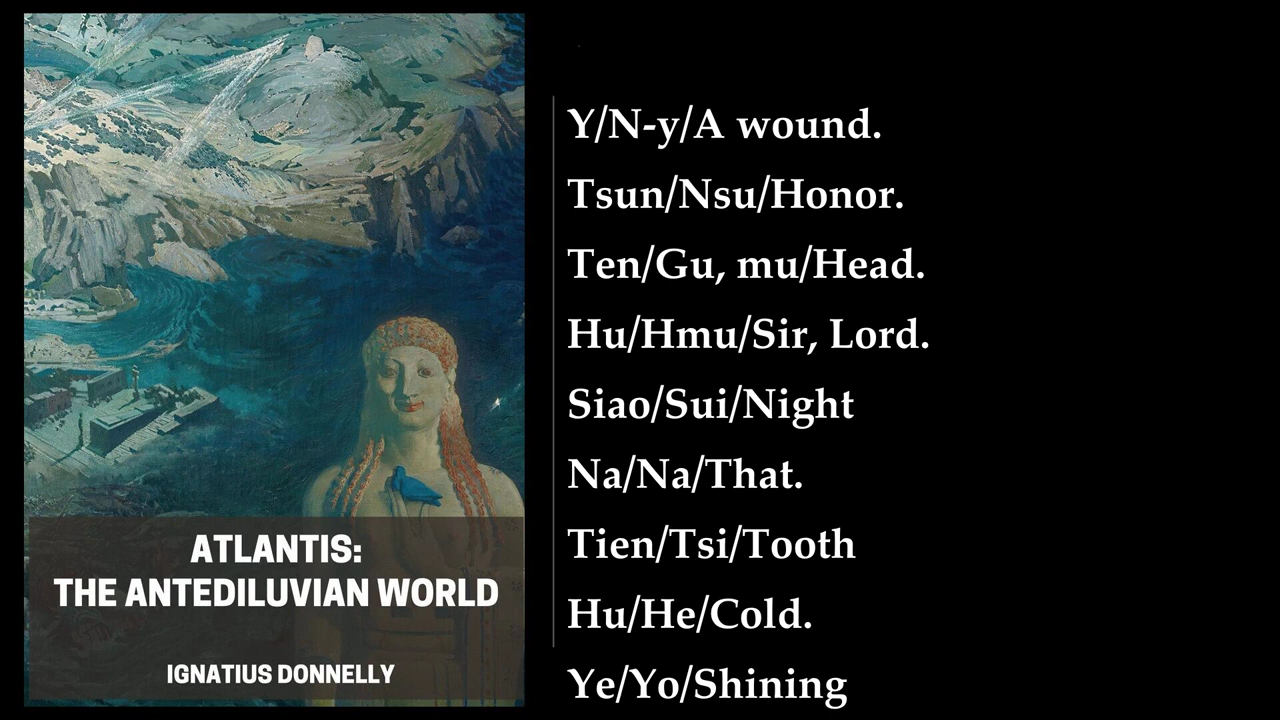 ATLANTIS:
THE ANTEDILUVIAN WORLD
IGNATIUS DONNELLY
Y/N-y/A wound.
Tsun/Nsu/Honor.
Ten/Gu, mu/Head.
Hu/Hmu/Sir, Lord.
Siao/Sui/Night
Na/Na/That.
Tien/Tsi/Tooth
Hu/He/Cold.
Ye/Yo/Shining